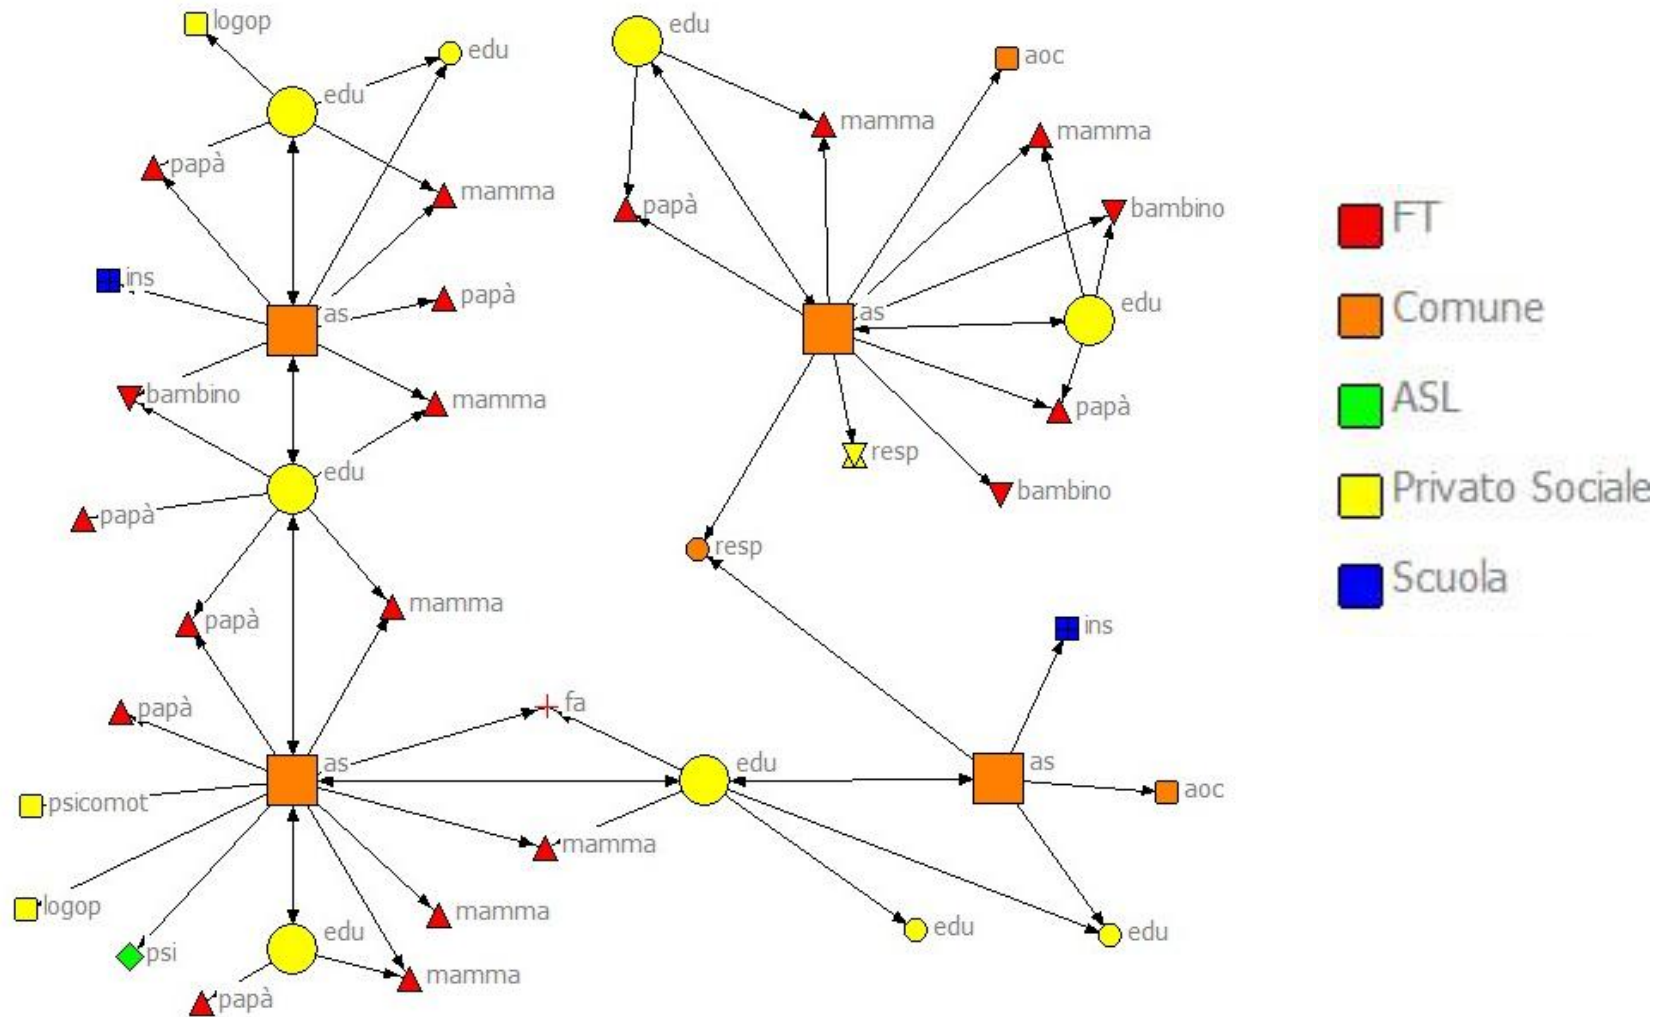 logop
edu
edu
papà
mamma
ins
papà
as
bambino
mamma
edu
papà
papà
mamma
papà
fa
as
edu
psicomot
mamma
logop
mamma
psi
edu
mamma
papà
edu
aoc
mamma
mamma
papà
bambino
edu
as
papà
resp
bambino
resp
ins
as
aoc
edu
edu
FT
Comune
ASL
Privato Sociale
Scuola